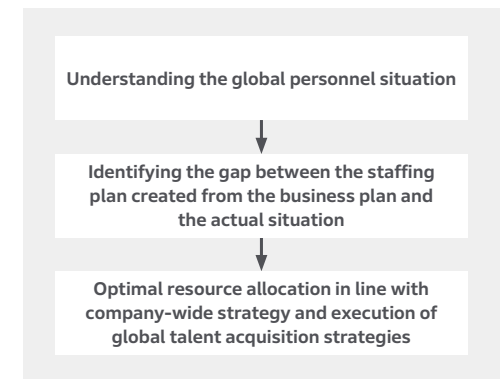 Understanding the global personnel situation
Identifying the gap between the staffing
plan created from the business plan and
the actual situation
Optimal resource allocation in line with
company-wide strategy and execution of
global talent acquisition strategies